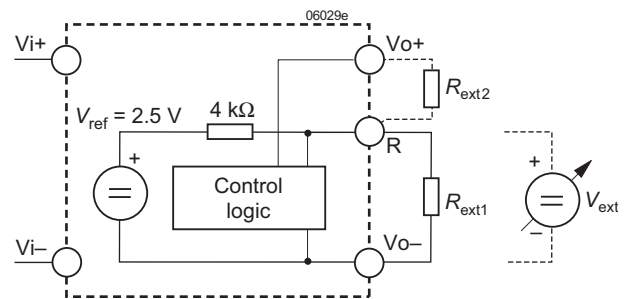 06029e
Vi+
Vo+
Rext2
Vref = 2.5 V
4 kΩ
R
+
Control
logic
Rext1
+
Vext
–
Vi–
Vo–